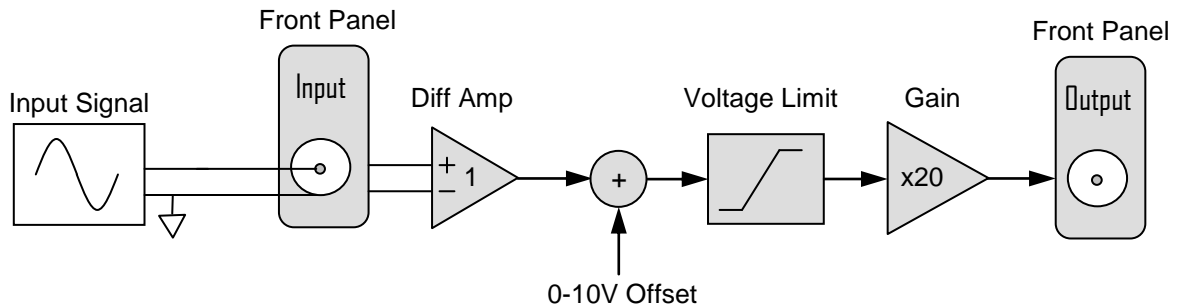 Front Panel
Front Panel
Input Signal
Input
Diff Amp
Voltage Limit
Gain
Output
+
−
1
+
x20
0-10V Offset